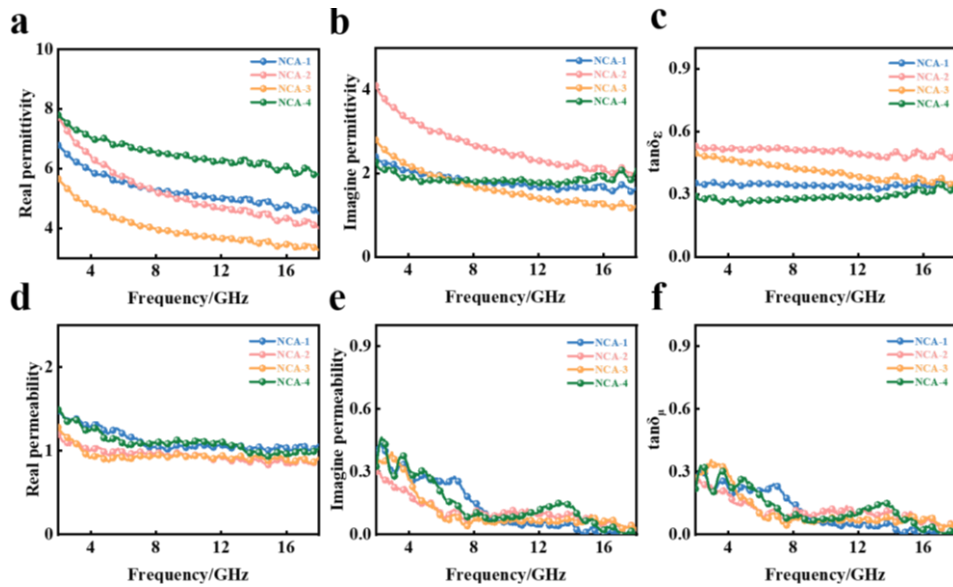 a
10
8
6
4
Real permittivity
4
8
12
16
Frequency/GHz
NCA-1
NCA-2
NCA-3
NCA-4
b
4
2
0
Imagine permittivity
4
8
12
16
Frequency/GHz
NCA-1
NCA-2
NCA-3
NCA-4
c
0.9
0.6
0.3
0.0
tanδε
4
8
12
16
Frequency/GHz
NCA-1
NCA-2
NCA-3
NCA-4
d
2
1
0
Real permeability
4
8
12
16
Frequency/GHz
NCA-1
NCA-2
NCA-3
NCA-4
e
0.9
0.6
0.3
0.0
Imagine permeability
4
8
12
16
Frequency/GHz
NCA-1
NCA-2
NCA-3
NCA-4
f
0.9
0.6
0.3
0.0
tanδμ
4
8
12
16
Frequency/GHz
NCA-1
NCA-2
NCA-3
NCA-4